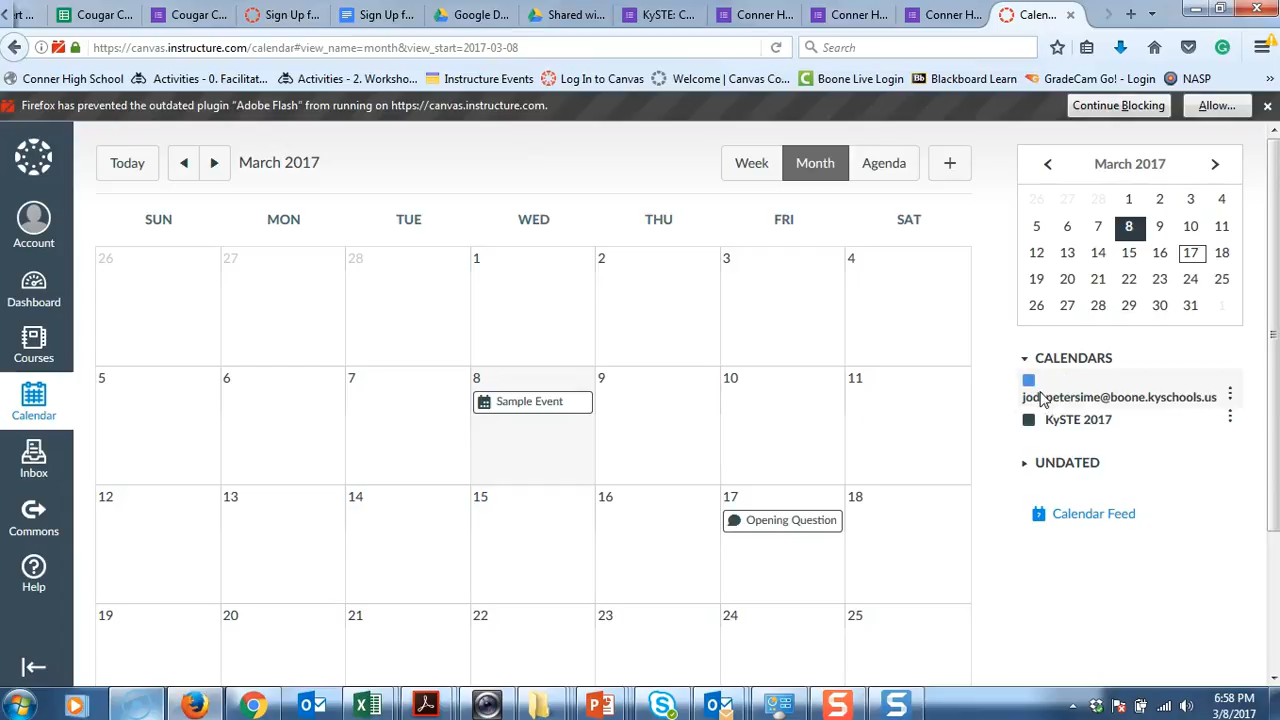 rt...
Cougar C
Cougar C...
Sign up f...
Sign up f...
Google D...
Shared wi...
KySTE: C...
Conner H...
Conner H...
Conner H...
Calen...
https://canvas.instructure.com/calendar#view_name=month&view_start=2017-03-08
Search
Conner High School
Activities - 0. Facilitat...
Activities - 2. Worksho...
Instructure Events
Log In to Canvas
Welcome | Canvas Co...
Boone Live Login
Bb
Blackboard Learn
GradeCam Go! - Login
NASP
Firefox has prevented the outdated plugin "Adobe Flash" from running on https://canvas.instructure.com.
Continue Blocking
Allow...
Account
Dashboard
Courses
Calendar
Inbox
Commons
Help
Today
March 2017
Week
Month
Agenda
+
SUN MON TUE WED THU FRI SAT
26 27 28 1 2 3 4
5 6 7 8 9 10 11
Sample Event
12 13 14 15 16 17 18
Opening Question
19 20 21 22 23 24 25
March 2017
26 27 28 1 2 3 4
5 6 7 8 9 10 11
12 13 14 15 16 17 18
19 20 21 22 23 24 25
26 27 28 29 30 31 1
CALENDARS
KySTE 2017
UNDATED
Calendar Feed
6:58 PM
3/8/2017